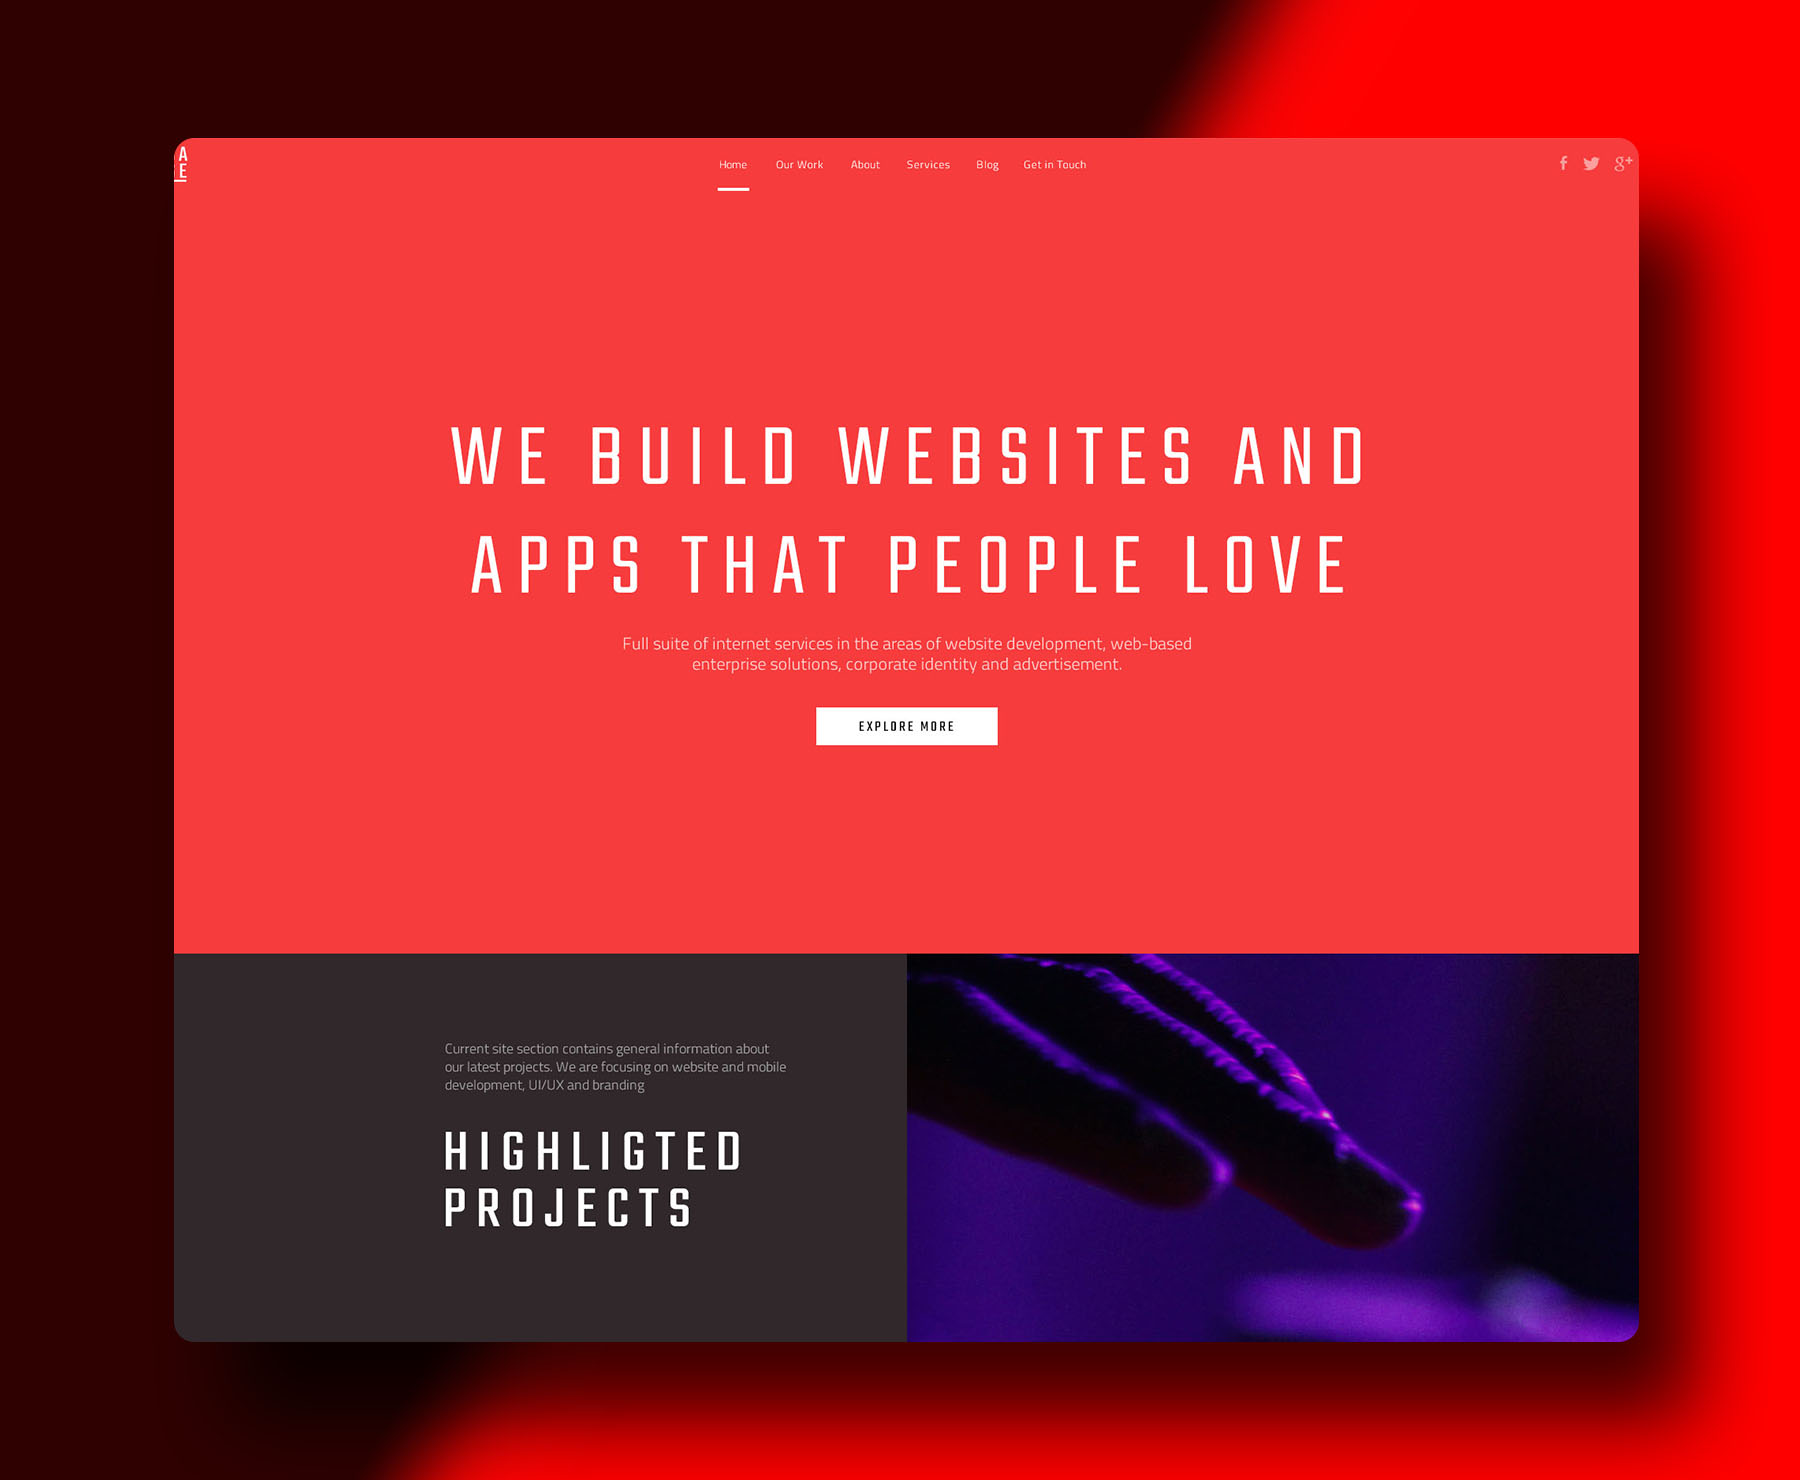 A
E
Home Our Work About Services Blog Get in Touch
f g+
WE BUILD WEBSITES AND
APPS THAT PEOPLE LOVE
Full suite of internet services in the areas of website development, web-based
enterprise solutions, corporate identity and advertisement.
EXPLORE MORE
Current site section contains general information about
our latest projects. We are focusing on website and mobile
development, UI/UX and branding
HIGHLIGTED
PROJECTS